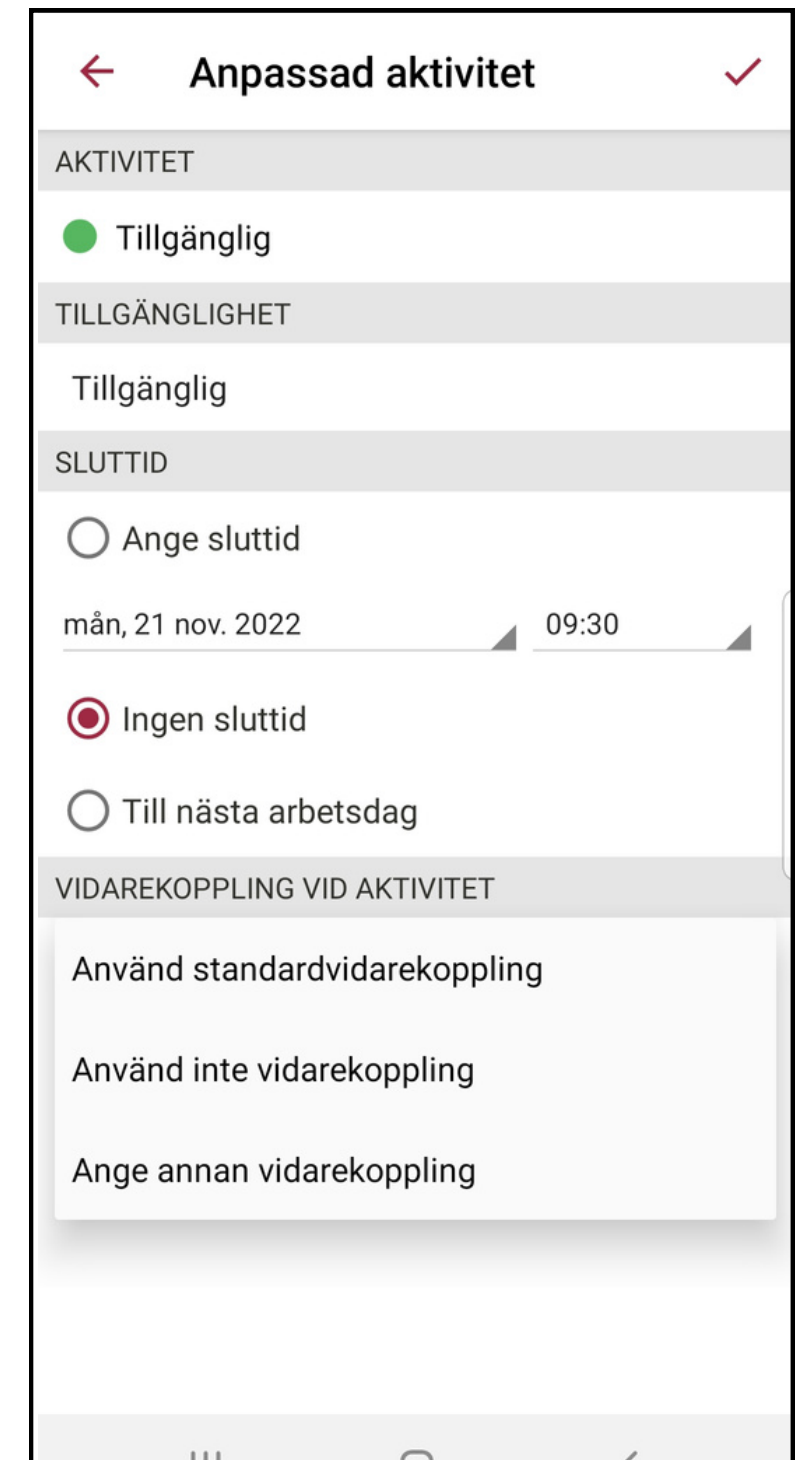 Anpassad aktivitet
AKTIVITET
Tillgänglig
TILLGÄNGLIGHET
Tillgänglig
SLUTTID
Ange sluttid
mån, 21 nov. 2022 09:30
Ingen sluttid
Till nästa arbetsdag
VIDAREKOPPLING VID AKTIVITET
Använd standardvidarekoppling
Använd inte vidarekoppling
Ange annan vidarekoppling